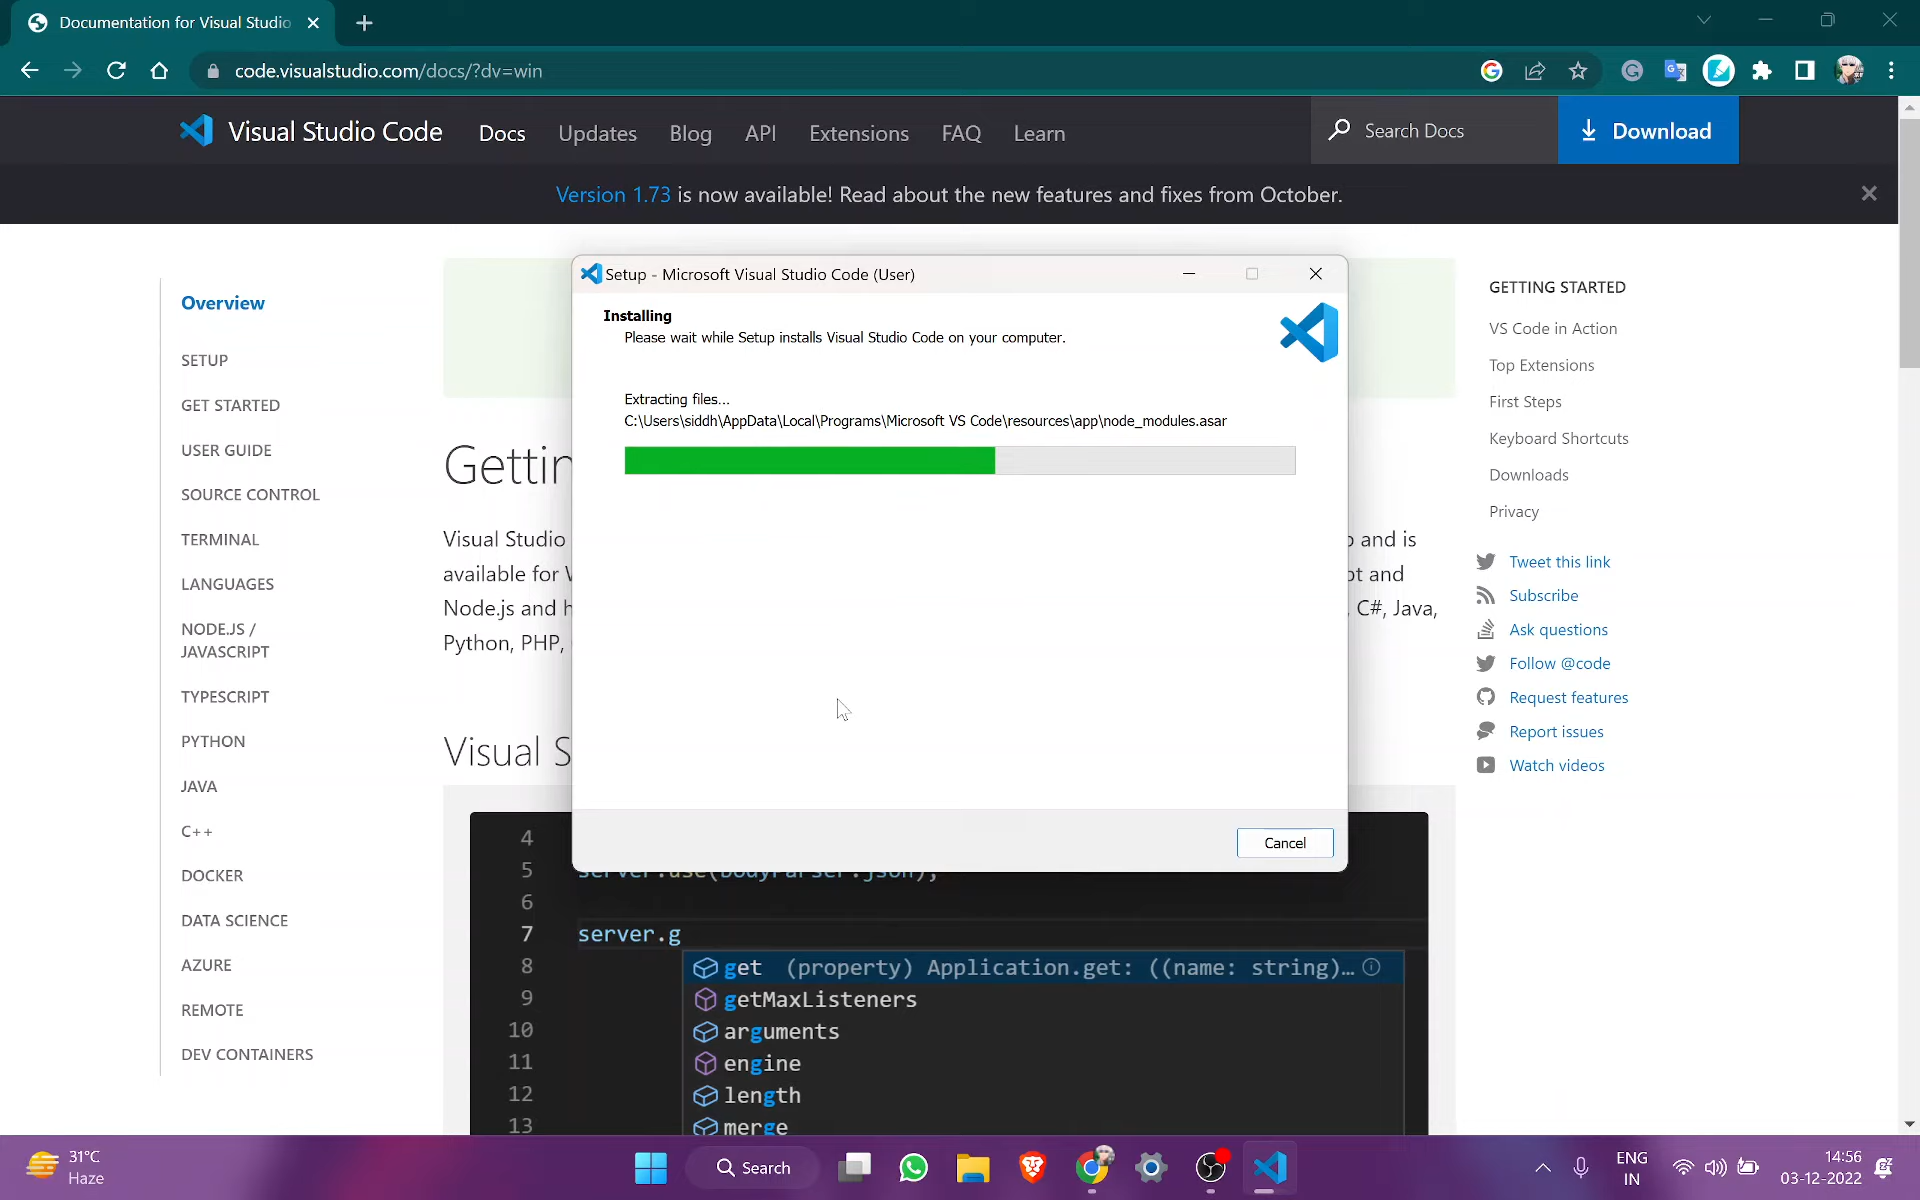 Documentation for Visual Studio
code.visualstudio.com/docs/?dv=win
Visual Studio Code
Docs
Updates
Blog
API
Extensions
FAQ
Learn
Search Docs
Download
Version 1.73 is now available! Read about the new features and fixes from October.
Overview
SETUP
GET STARTED
USER GUIDE
SOURCE CONTROL
TERMINAL
LANGUAGES
NODE.JS /
JAVASCRIPT
TYPESCRIPT
PYTHON
JAVA
C++
DOCKER
DATA SCIENCE
AZURE
REMOTE
DEV CONTAINERS
Visual Studio
available for
Node.js and
Python, PHP,
Visual
and is
and
, C#, Java,
Setup - Microsoft Visual Studio Code (User)
Installing
Please wait while Setup installs Visual Studio Code on your computer.
Extracting files...
C:\Users\siddh\AppData\Local\Programs\Microsoft VS Code\resources\app\node_modules.asar
Cancel
4
5 server.use(bodyParser.json);
6
7 server.g
8 get (property) Application.get: ((name: string)...
9 getMaxListeners
10 arguments
11 engine
12 length
13 merge
GETTING STARTED
VS Code in Action
Top Extensions
First Steps
Keyboard Shortcuts
Downloads
Privacy
Tweet this link
Subscribe
Ask questions
Follow @code
Request features
Report issues
Watch videos
31°C
Haze
Search
ENG
IN
14:56
03-12-2022